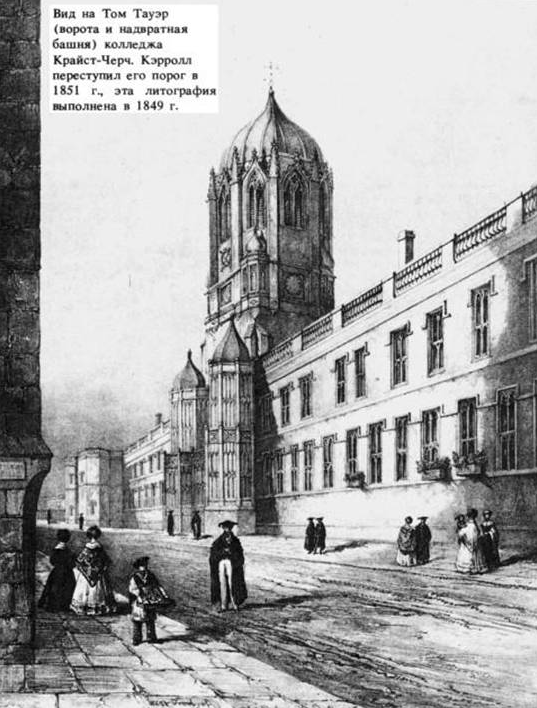 Вид на Том Тауэр
(ворота и надвратная
башня) колледжа
Крайст-Черч. Кэрролл
переступил его порог в
1851 г., эта литография
выполнена в 1849 г.